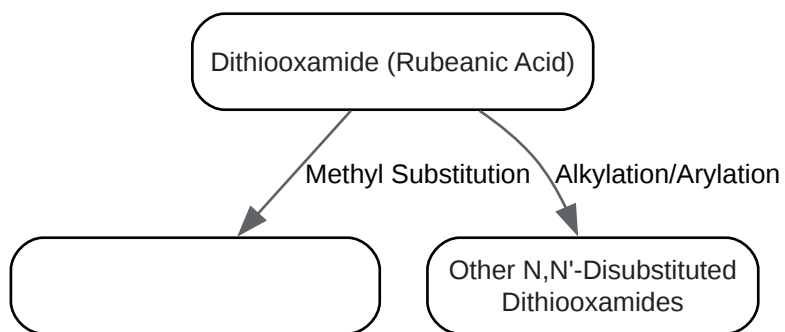 Dithiooxamide (Rubeanic Acid)
Methyl Substitution
Alkylation/Arylation
Other N,N'-Disubstituted
Dithiooxamides